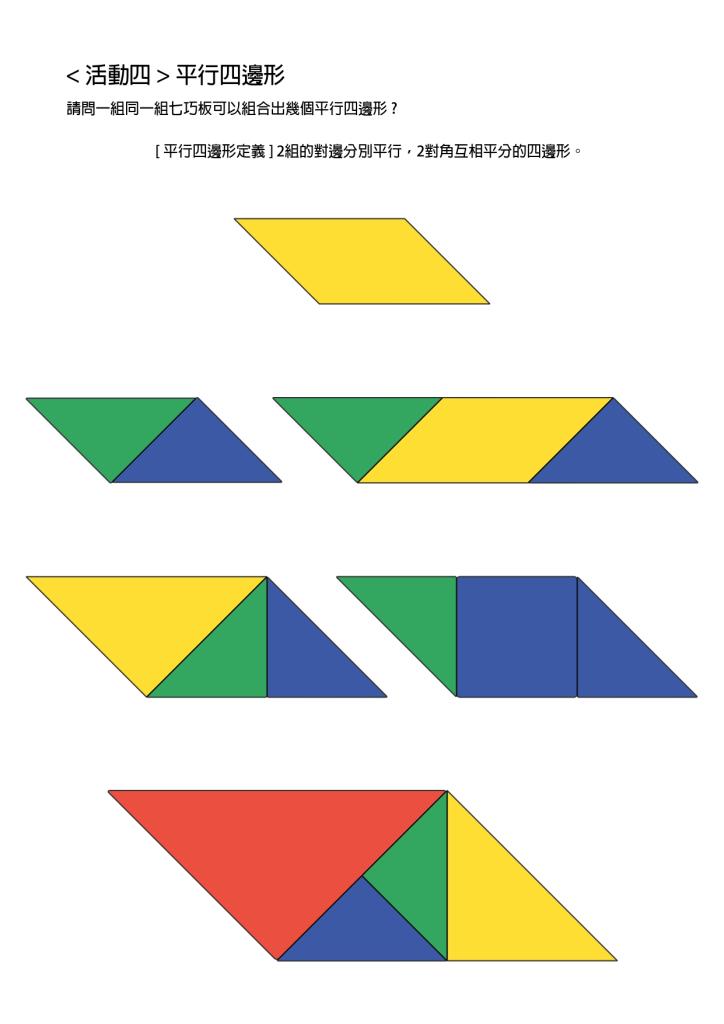 < 活動四 > 平行四邊形
請問一組同一組七巧板可以組合出幾個平行四邊形？
[ 平行四邊形定義 ] 2組的對邊分別平行，2對角互相平分的四邊形。